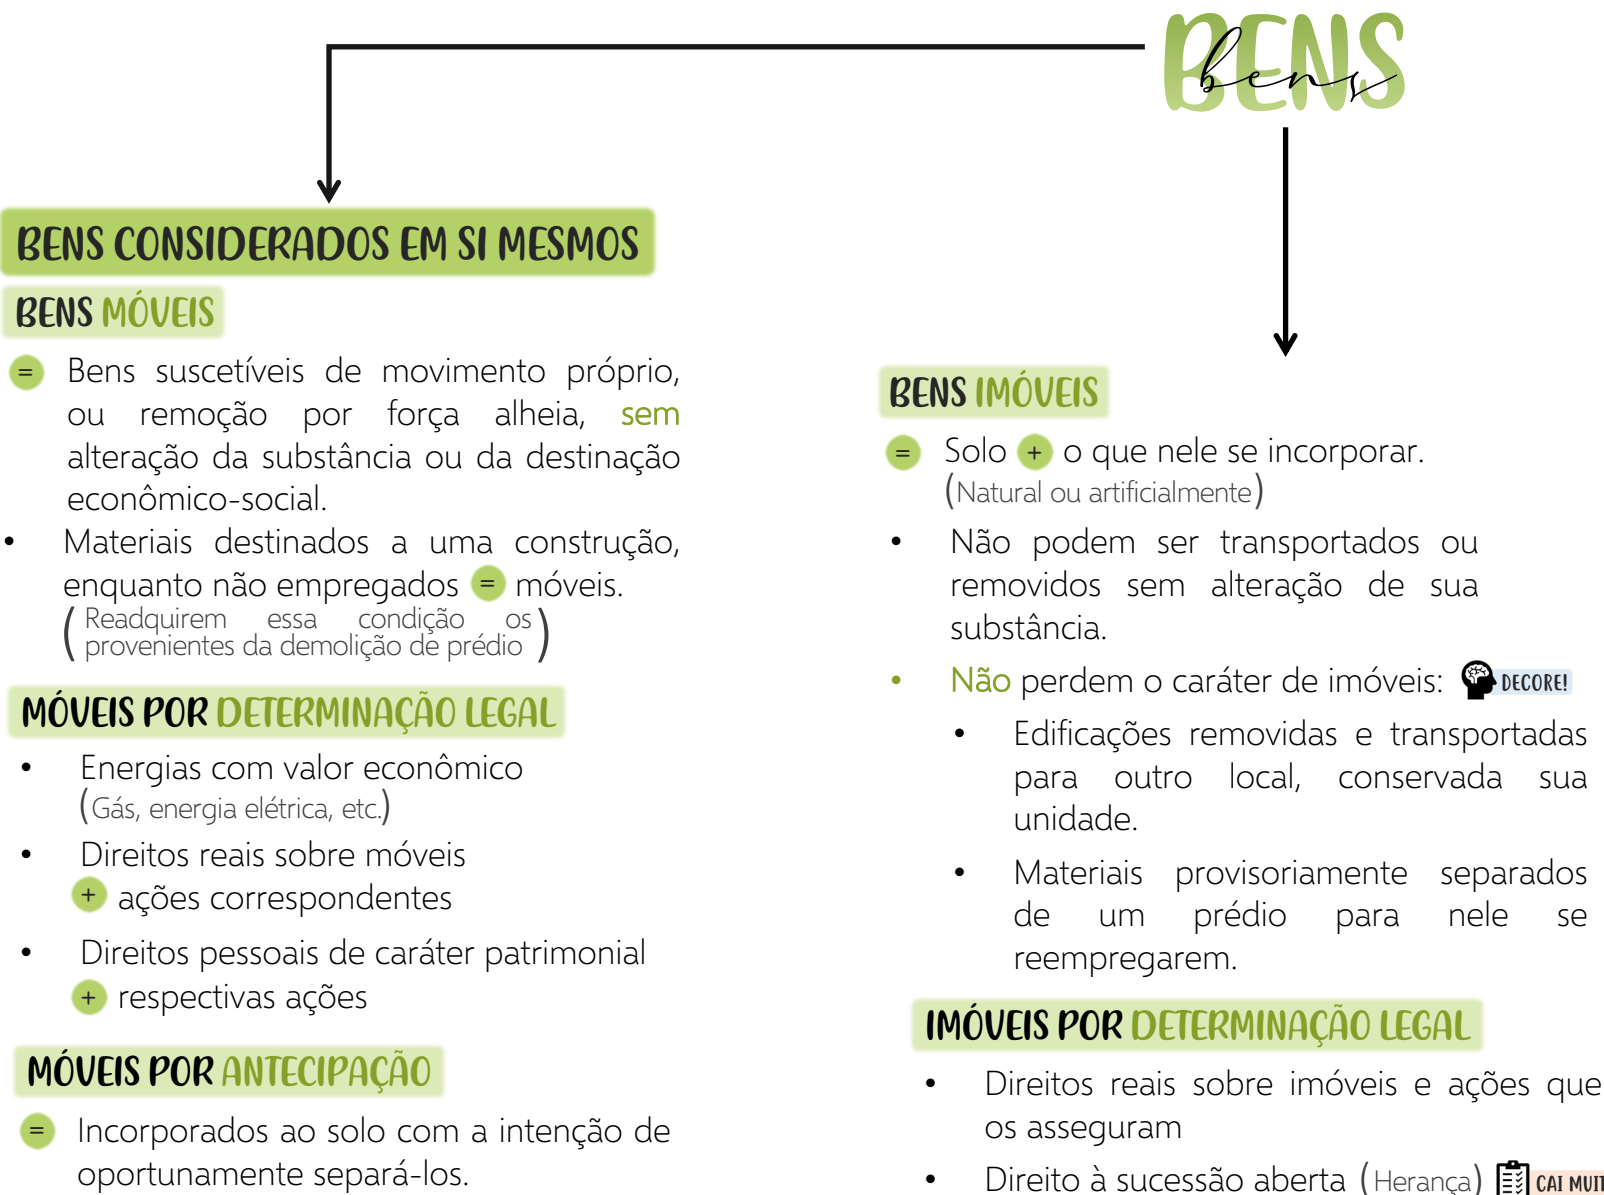 BENS
bens
BENS CONSIDERADOS EM SI MESMOS
BENS MÓVEIS
= Bens suscetíveis de movimento próprio,
ou remoção por força alheia, sem
alteração da substância ou da destinação
econômico-social.
• Materiais destinados a uma construção,
enquanto não empregados = móveis.
(Readquirem essa condição os
provenientes da demolição de prédio)
MÓVEIS POR DETERMINAÇÃO LEGAL
• Energias com valor econômico
(Gás, energia elétrica, etc.)
• Direitos reais sobre móveis
+ ações correspondentes
• Direitos pessoais de caráter patrimonial
+ respectivas ações
MÓVEIS POR ANTECIPAÇÃO
= Incorporados ao solo com a intenção de
oportunamente separá-los.
BENS IMÓVEIS
= Solo + o que nele se incorporar.
(Natural ou artificialmente)
• Não podem ser transportados ou
removidos sem alteração de sua
substância.
• Não perdem o caráter de imóveis: DECORE!
• Edificações removidas e transportadas
para outro local, conservada sua
unidade.
• Materiais provisoriamente separados
de um prédio para nele se
reempregarem.
IMÓVEIS POR DETERMINAÇÃO LEGAL
• Direitos reais sobre imóveis e ações que
os asseguram
• Direito à sucessão aberta (Herança) CAI MUIT